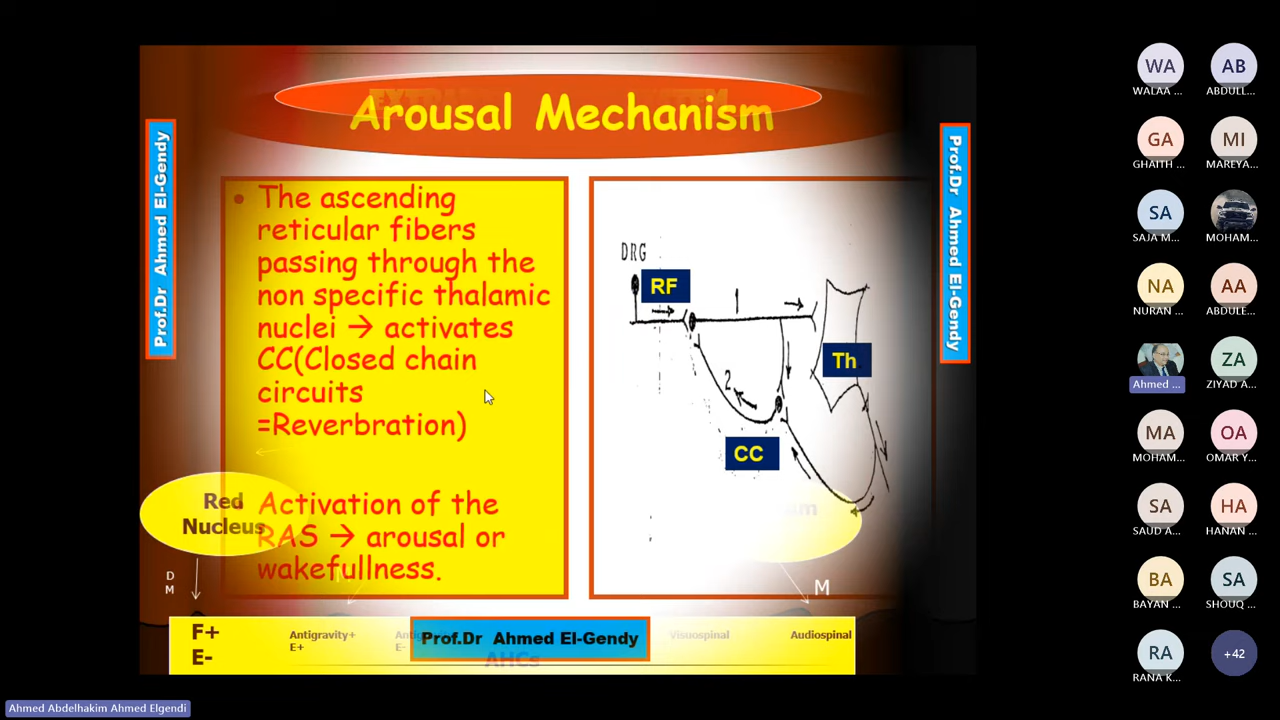 Arousal Mechanism
Prof.Dr Ahmed El-Gendy
• The ascending
reticular fibers
passing through the
non specific thalamic
nuclei → activates
CC(Closed chain
circuits
=Reverbration)
Activation of the
RAS → arousal or
wakefullness.
DRG
RF
1
Th
2
CC
Prof.Dr Ahmed El-Gendy
Red
Nucleus
D
M
M
F+
E-
Antigravity+
E+
E-
Prof.Dr Ahmed El-Gendy
AHCs
Visuospinal
Audiospinal
WA
WALAA ...
AB
ABDULL...
GA
GHAITH ...
MI
MAREYA...
SA
SAJA M...
MOHAM...
NA
NURAN ...
AA
ABDULE...
Ahmed ...
ZA
ZIYAD A...
MA
MOHAM...
OA
OMAR Y...
SA
SAUD A...
HA
HANAN ...
BA
BAYAN ...
SA
SHOUQ ...
RA
RANA K...
+42
Ahmed Abdelhakim Ahmed Elgendi